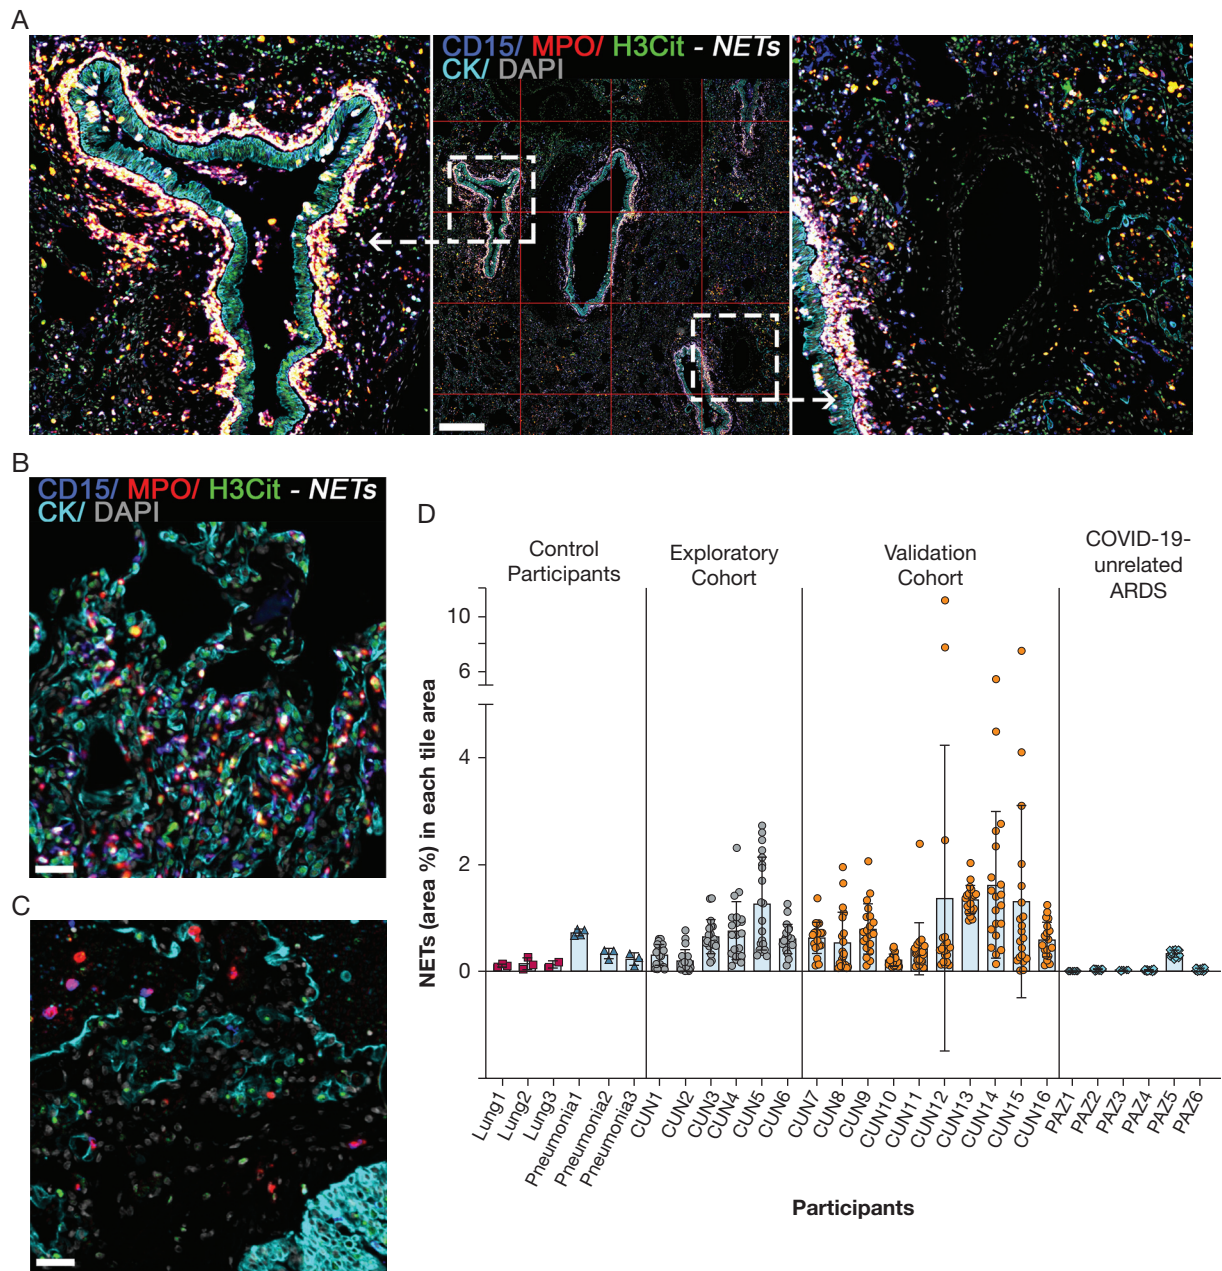 A
CD15/ MPO/ H3Cit - NETs
CK/ DAPI
B
CD15/ MPO/ H3Cit - NETs
CK/ DAPI
C
D
Control
Participants
Exploratory
Cohort
Validation
Cohort
COVID-19-
unrelated
ARDS
NETs (area %) in each tile area
10
6
4
2
0
Lung1
Lung2
Lung3
Pneumonia1
Pneumonia2
Pneumonia3
CUN1
CUN2
CUN3
CUN4
CUN5
CUN6
CUN7
CUN8
CUN9
CUN10
CUN11
CUN12
CUN13
CUN14
CUN15
CUN16
PAZ1
PAZ2
PAZ3
PAZ4
PAZ5
PAZ6
Participants